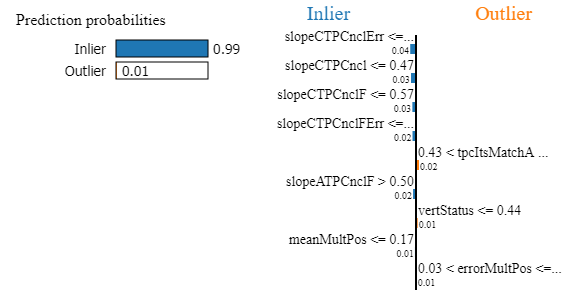 Prediction probabilities
Inlier 0.99
Outlier 0.01
Inlier Outlier
slopeCTPCnclErr <=...
0.04
slopeCTPCncl <= 0.47
0.03
slopeCTPCnclF <= 0.57
0.03
slopeCTPCnclFErr <=...
0.02
0.43 < tpcItsMatchA ...
0.02
slopeATPCnclF > 0.50
0.02
vertStatus <= 0.44
0.01
meanMultPos <= 0.17
0.01
0.03 < errorMultPos <=...
0.01